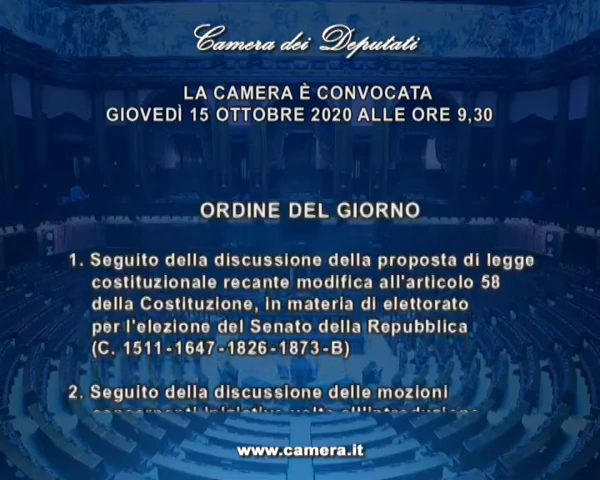 Camera dei Deputati
LA CAMERA È CONVOCATA
GIOVEDÌ 15 OTTOBRE 2020 ALLE ORE 9,30
ORDINE DEL GIORNO
1. Seguito della discussione della proposta di legge
costituzionale recante modifica all'articolo 58
della Costituzione, in materia di elettorato
per l'elezione del Senato della Repubblica
(C. 1511-1647-1826-1873-B)
2. Seguito della discussione delle mozioni
www.camera.it